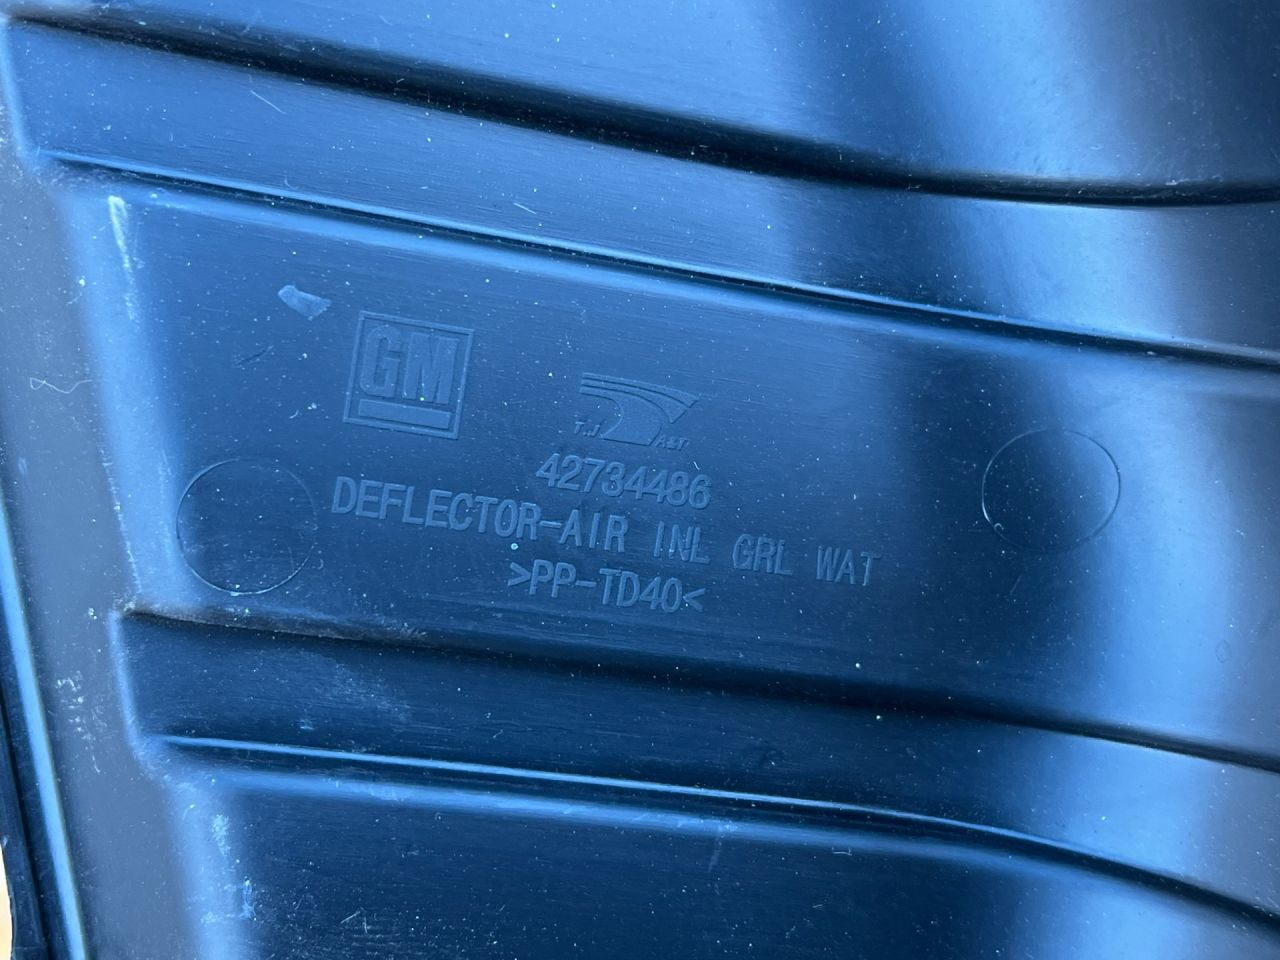 GM
T.J A&T
42734486
DEFLECTOR-AIR INL GRL WAT
>PP-TD40<